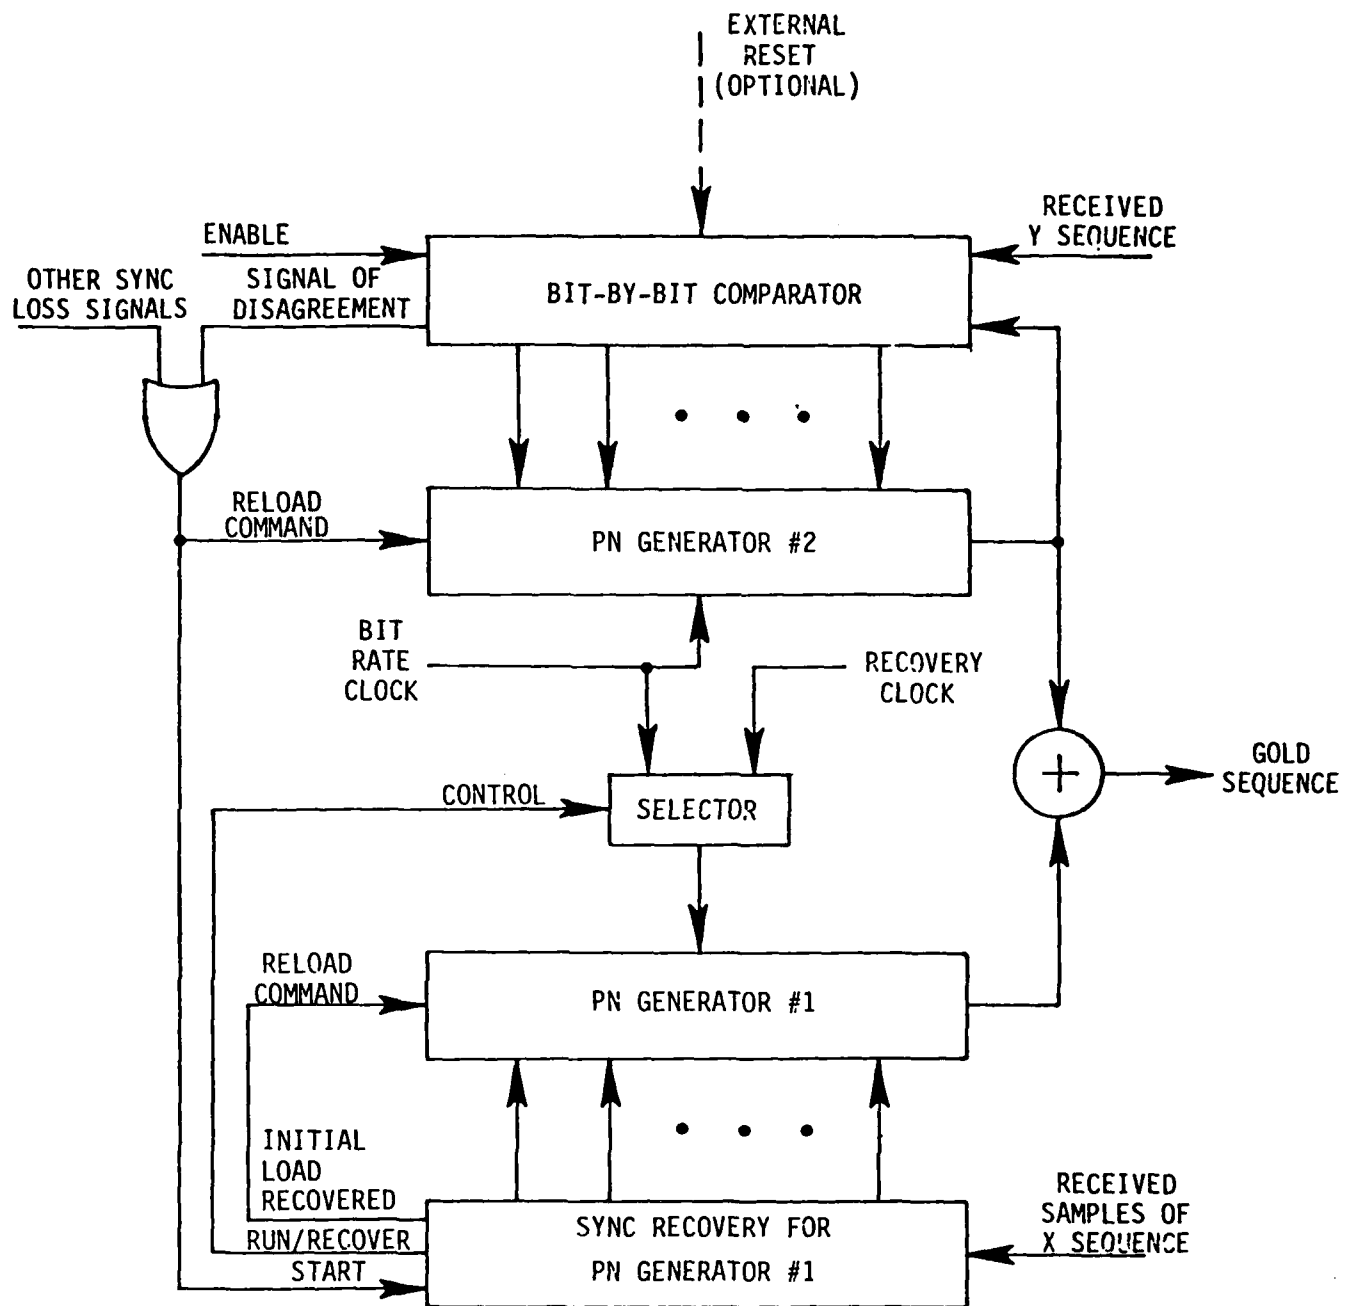 EXTERNAL
RESET
(OPTIONAL)
ENABLE
RECEIVED
Y SEQUENCE
OTHER SYNC
LOSS SIGNALS
SIGNAL OF
DISAGREEMENT
BIT-BY-BIT COMPARATOR
RELOAD
COMMAND
PN GENERATOR #2
BIT
RATE
CLOCK
RECOVERY
CLOCK
GOLD
SEQUENCE
CONTROL
SELECTOR
RELOAD
COMMAND
PN GENERATOR #1
INITIAL
LOAD
RECOVERED
RUN/RECOVER
START
SYNC RECOVERY FOR
PN GENERATOR #1
RECEIVED
SAMPLES OF
X SEQUENCE